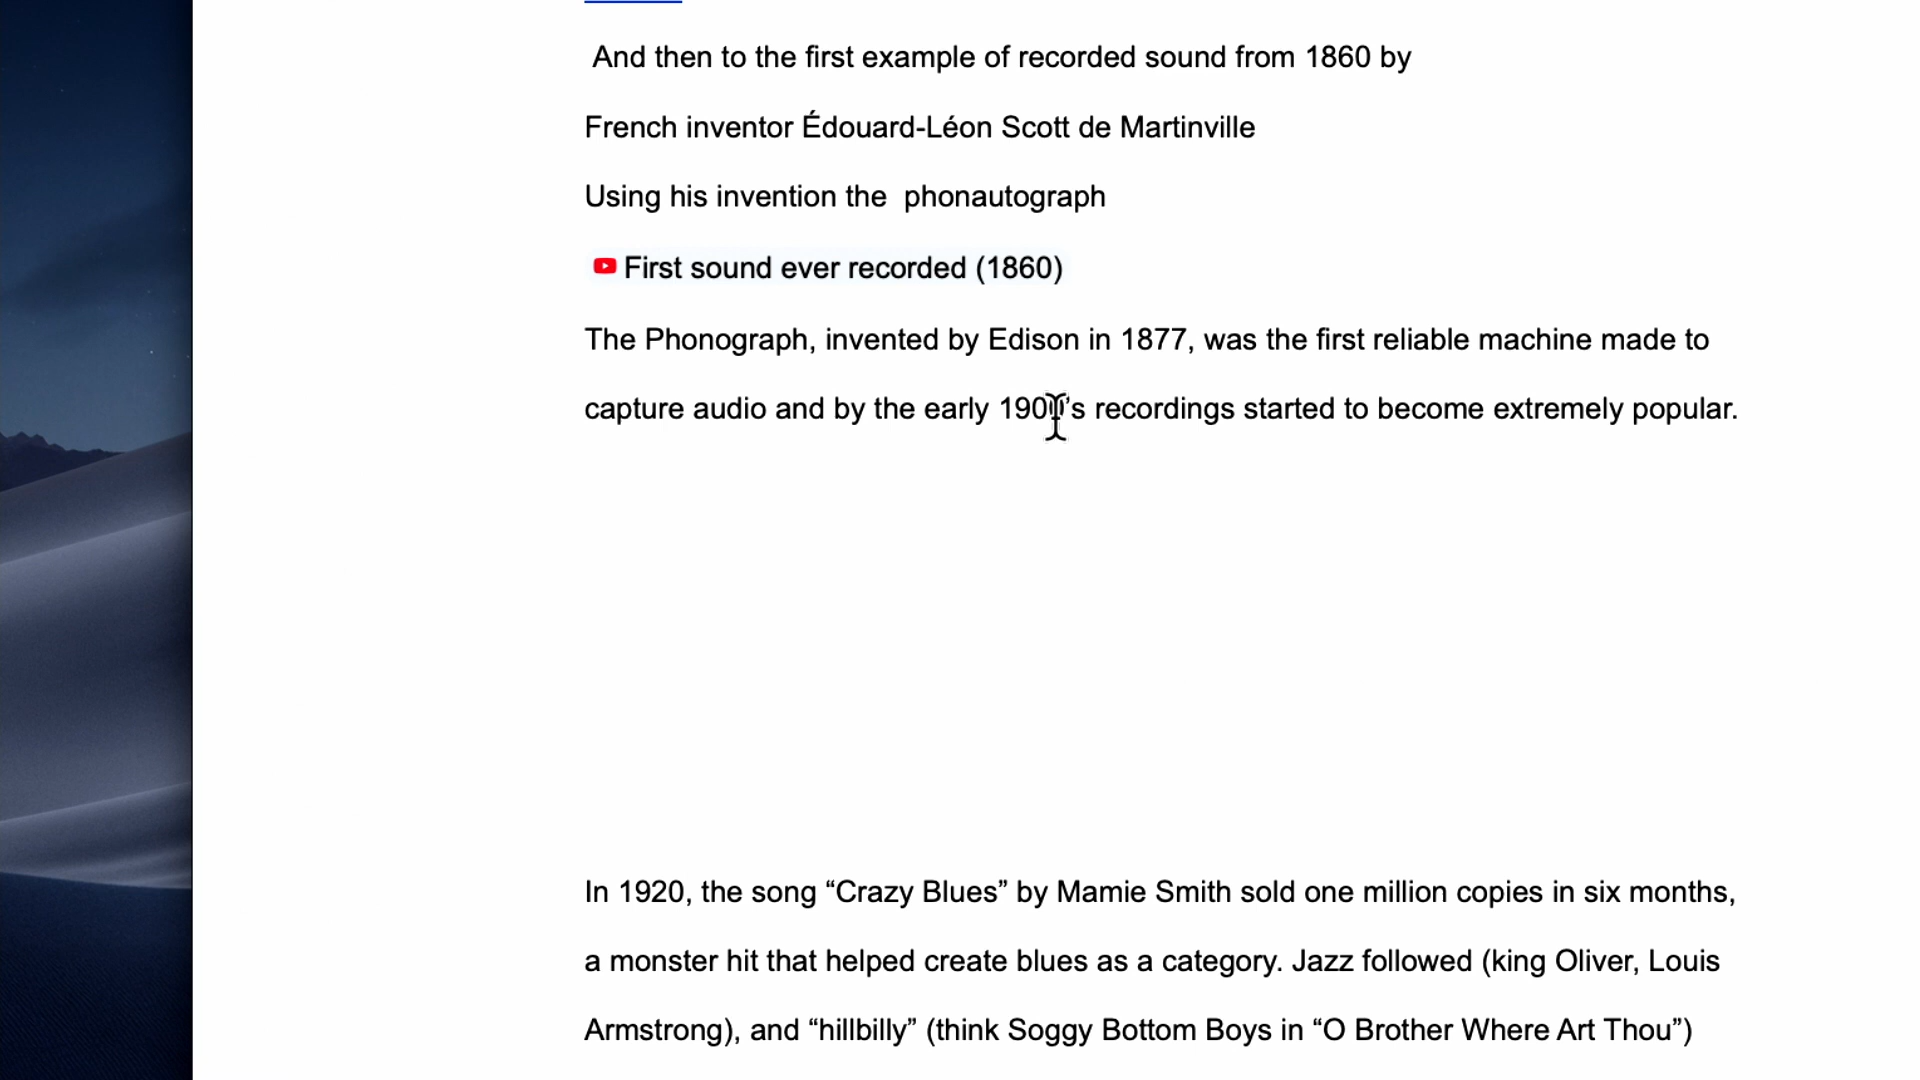 And then to the first example of recorded sound from 1860 by
French inventor Édouard-Léon Scott de Martinville
Using his invention the  phonautograph
First sound ever recorded (1860)
The Phonograph, invented by Edison in 1877, was the first reliable machine made to
capture audio and by the early 1900’s recordings started to become extremely popular.
In 1920, the song “Crazy Blues” by Mamie Smith sold one million copies in six months,
a monster hit that helped create blues as a category. Jazz followed (king Oliver, Louis
Armstrong), and “hillbilly” (think Soggy Bottom Boys in “O Brother Where Art Thou”)